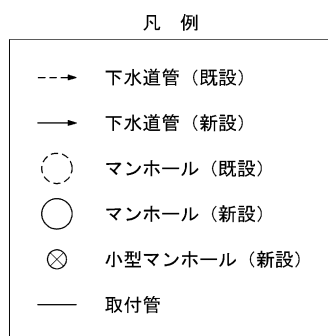 凡 例
下水道管（既設）
下水道管（新設）
マンホール（既設）
マンホール（新設）
小型マンホール（新設）
取付管